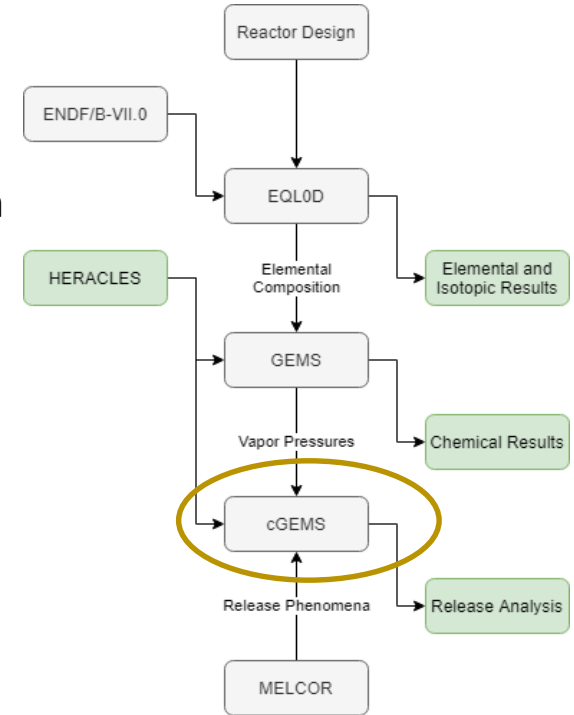 Reactor Design
ENDF/B-VII.0
EQL0D
HERACLES
Elemental
Composition
Elemental and
Isotopic Results
GEMS
Vapor Pressures
Chemical Results
cGEMS
Release Phenomena
Release Analysis
MELCOR